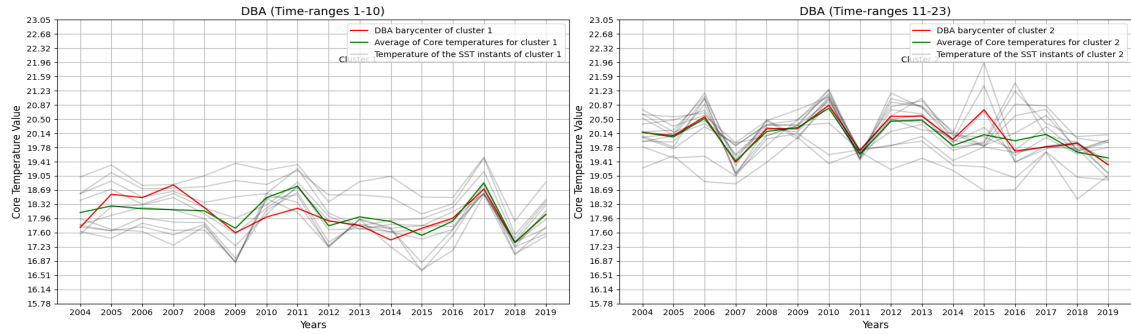 DBA (Time-ranges 1-10)
DBA barycenter of cluster 1
Average of Core temperatures for cluster 1
Temperature of the SST instants of cluster 1
Cluster 1
Core Temperature Value
23.05
22.68
22.32
21.96
21.59
21.23
20.87
20.50
20.14
19.78
19.41
19.05
18.69
18.32
17.96
17.60
17.23
16.87
16.51
16.14
15.78
2004 2005 2006 2007 2008 2009 2010 2011 2012 2013 2014 2015 2016 2017 2018 2019
Years
DBA (Time-ranges 11-23)
DBA barycenter of cluster 2
Average of Core temperatures for cluster 2
Temperature of the SST instants of cluster 2
Core Temperature Value
23.05
22.68
22.32
21.96
21.59
21.23
20.87
20.50
20.14
19.78
19.41
19.05
18.69
18.32
17.96
17.60
17.23
16.87
16.51
16.14
15.78
2004 2005 2006 2007 2008 2009 2010 2011 2012 2013 2014 2015 2016 2017 2018 2019
Years